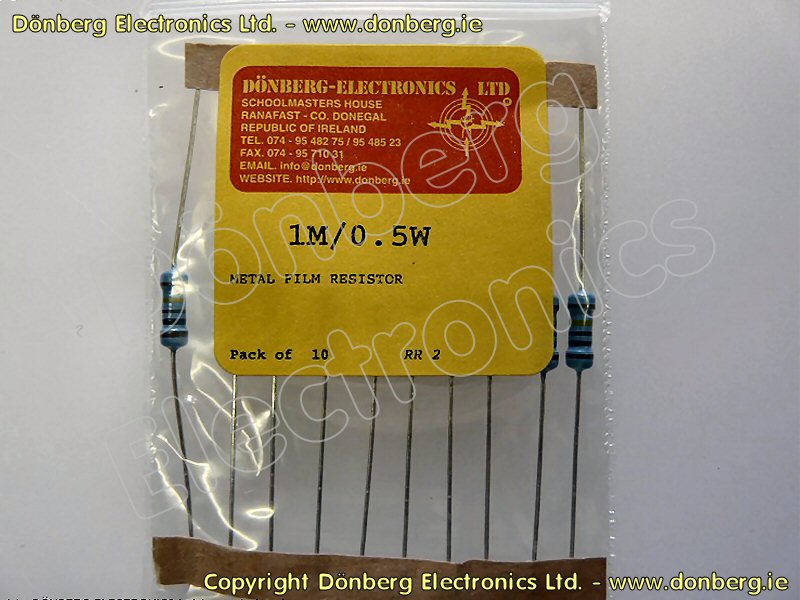 Dönberg Electronics Ltd. - www.donberg.ie
DÖNBERG-ELECTRONICS LTD
SCHOOLMASTERS HOUSE
RANAFAST - CO. DONEGAL
REPUBLIC OF IRELAND
TEL. 074 - 95 482 75 / 95 485 23
FAX. 074 - 95 710 31
EMAIL. info@donberg.ie
WEBSITE. http://www.donberg.ie
1M/0.5W
METAL FILM RESISTOR
Pack of 10 RR 2
Dönberg
Electronics
Copyright Dönberg Electronics Ltd. - www.donberg.ie